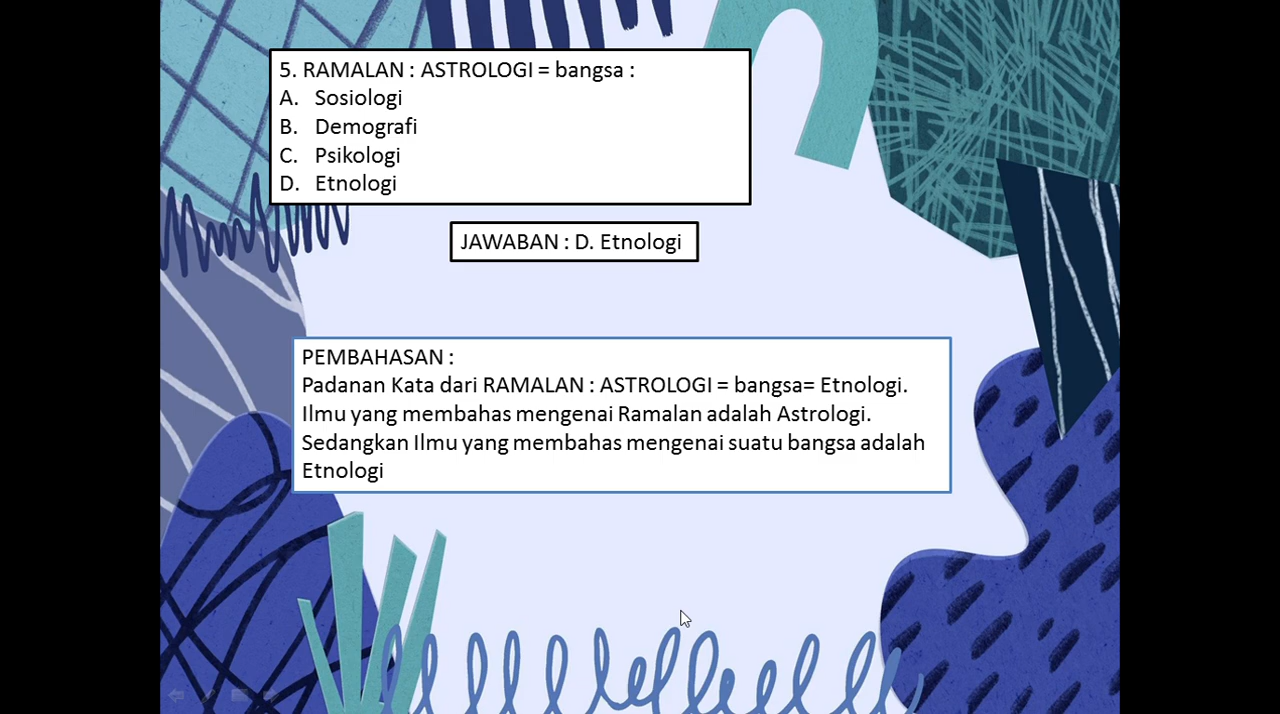 5. RAMALAN : ASTROLOGI = bangsa :
A. Sosiologi
B. Demografi
C. Psikologi
D. Etnologi
JAWABAN : D. Etnologi
PEMBAHASAN :
Padanan Kata dari RAMALAN : ASTROLOGI = bangsa= Etnologi.
Ilmu yang membahas mengenai Ramalan adalah Astrologi.
Sedangkan Ilmu yang membahas mengenai suatu bangsa adalah
Etnologi